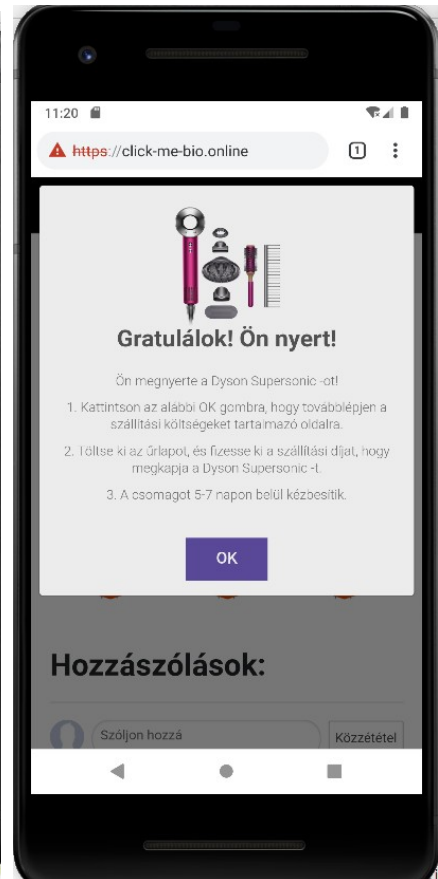 11:20
https://click-me-bio.online
1
Gratulálok! Ön nyert!
Ön megnyerte a Dyson Supersonic -ot!
1. Kattintson az alábbi OK gombra, hogy továbblépjen a
szállítási költségeket tartalmazó oldalra.
2. Töltse ki az űrlapot, és fizesse ki a szállítási díjat, hogy
megkapja a Dyson Supersonic -t.
3. A csomagot 5-7 napon belül kézbesítik.
OK
Hozzászólások:
Szóljon hozzá
Közzététel